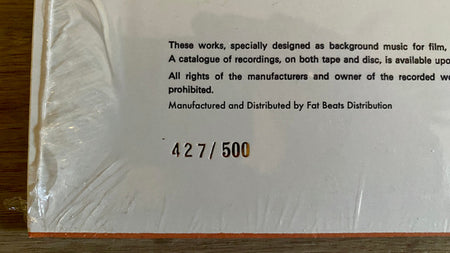 These works, specially designed as background music for film,
A catalogue of recordings, on both tape and disc, is available upo
All rights of the manufacturers and owner of the recorded wo
prohibited.
Manufactured and Distributed by Fat Beats Distribution
427/500